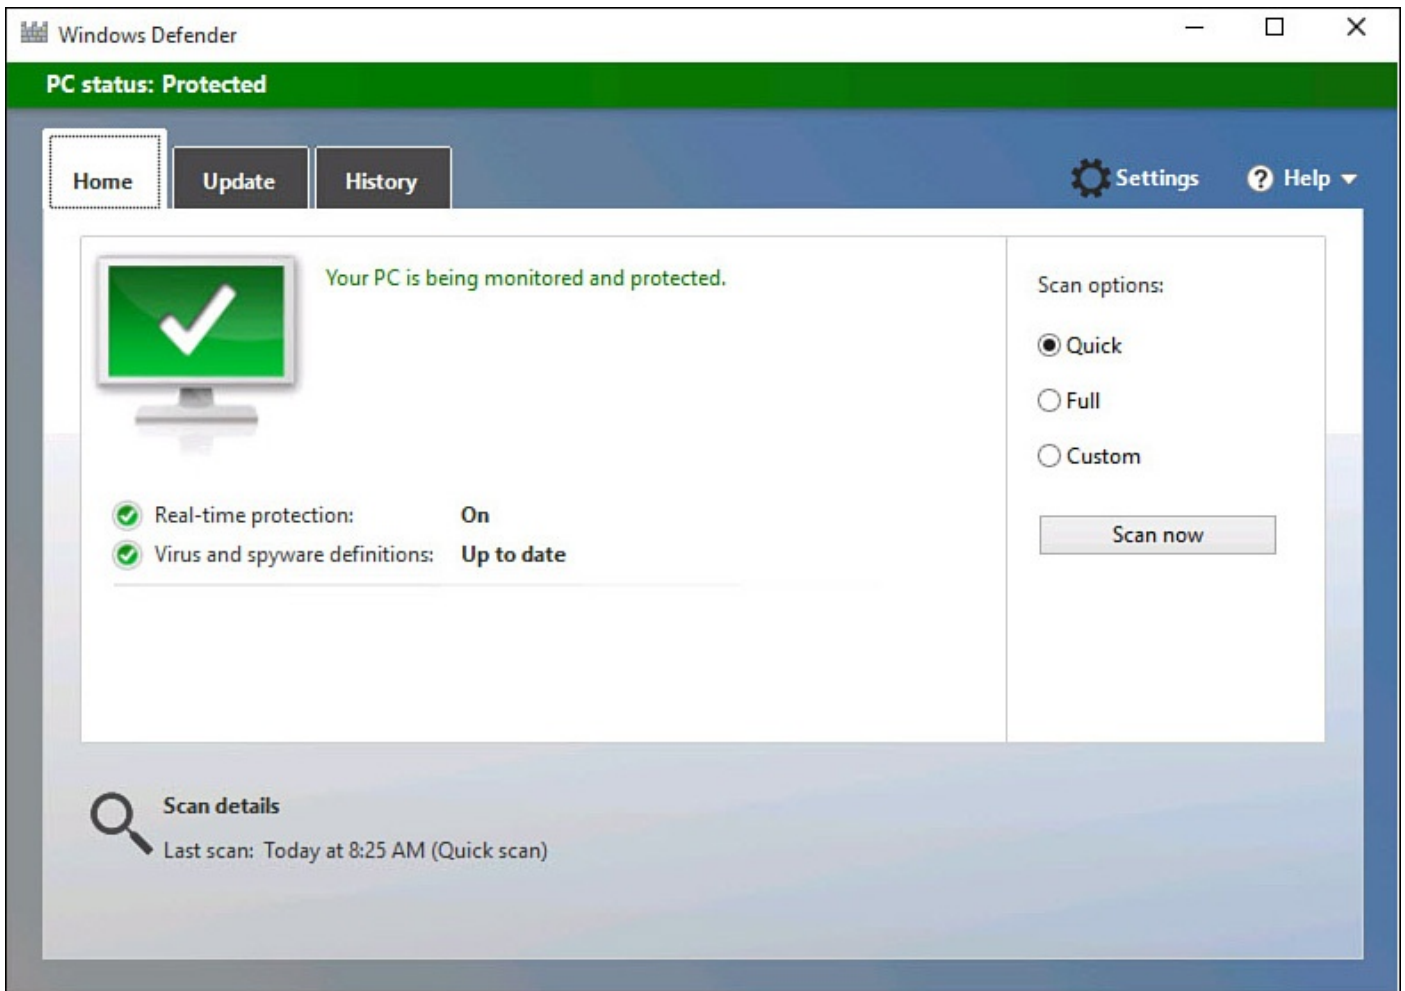 Windows Defender
PC status: Protected
Home
Update
History
Settings
? Help
Your PC is being monitored and protected.
Real-time protection: On
Virus and spyware definitions: Up to date
Scan options:
Quick
Full
Custom
Scan now
Scan details
Last scan: Today at 8:25 AM (Quick scan)